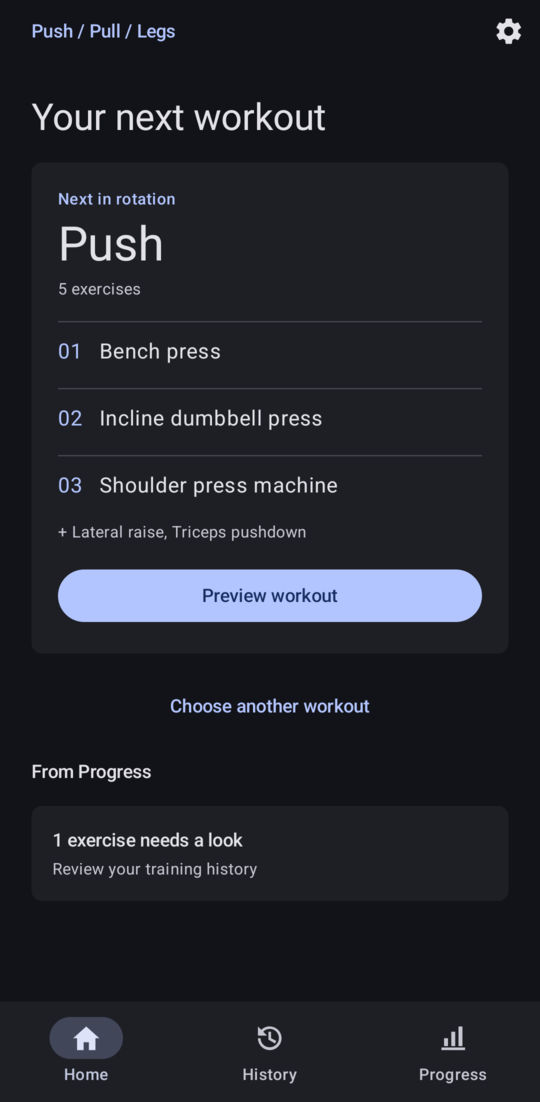 Push / Pull / Legs
Your next workout
Next in rotation
Push
5 exercises
01 Bench press
02 Incline dumbbell press
03 Shoulder press machine
+ Lateral raise, Triceps pushdown
Preview workout
Choose another workout
From Progress
1 exercise needs a look
Review your training history
Home
History
Progress